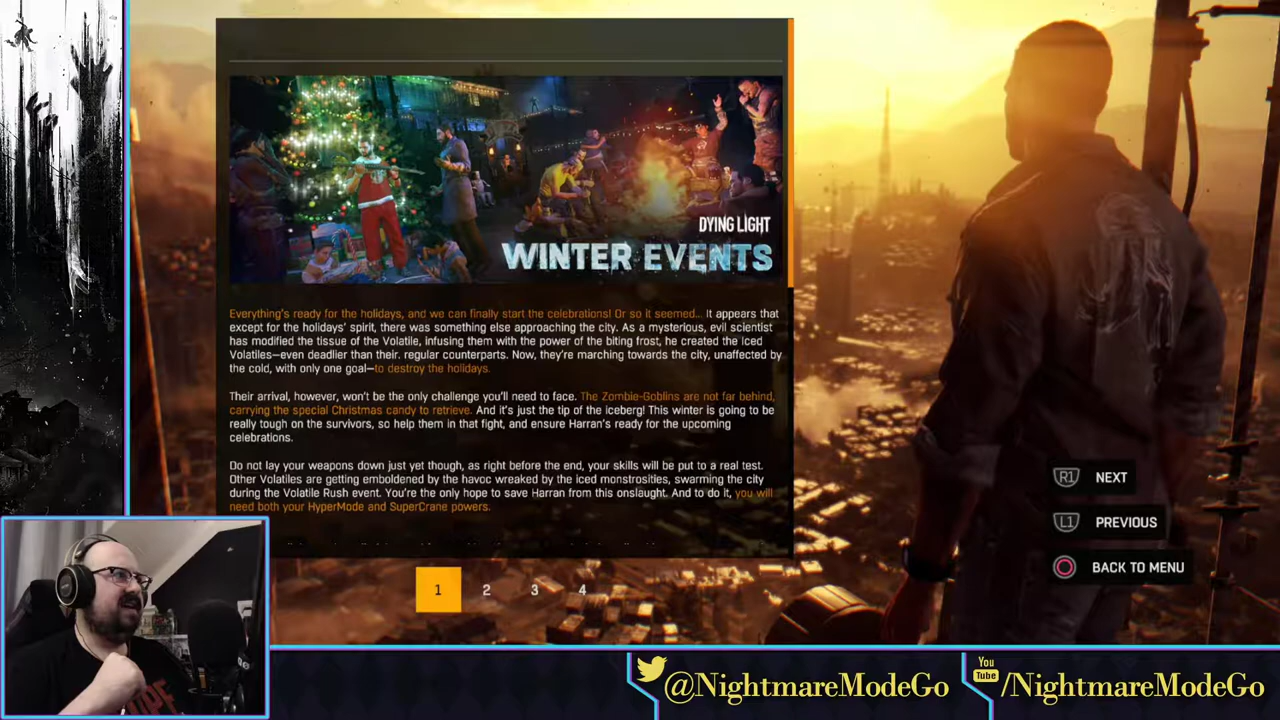 DYING LIGHT
WINTER EVENTS
Everything's ready for the holidays, and we can finally start the celebrations! Or so it seemed... It appears that
except for the holidays' spirit, there was something else approaching the city. As a mysterious, evil scientist
has modified the tissue of the Volatile, infusing them with the power of the biting frost, he created the Iced
Volatiles—even deadlier than their. regular counterparts. Now, they're marching towards the city, unaffected by
the cold, with only one goal—to destroy the holidays.
Their arrival, however, won't be the only challenge you'll need to face. The Zombie-Goblins are not far behind,
carrying the special Christmas candy to retrieve. And it's just the tip of the iceberg! This winter is going to be
really tough on the survivors, so help them in that fight, and ensure Harran's ready for the upcoming
celebrations.
Do not lay your weapons down just yet though, as right before the end, your skills will be put to a real test.
Other Volatiles are getting emboldened by the havoc wreaked by the iced monstrosities, swarming the city
during the Volatile Rush event. You're the only hope to save Harran from this onslaught. And to do it, you will
need both your HyperMode and SuperCrane powers.
R1 NEXT
L1 PREVIOUS
BACK TO MENU
1 2 3 4
@NightmareModeGo
You Tube /NightmareModeGo